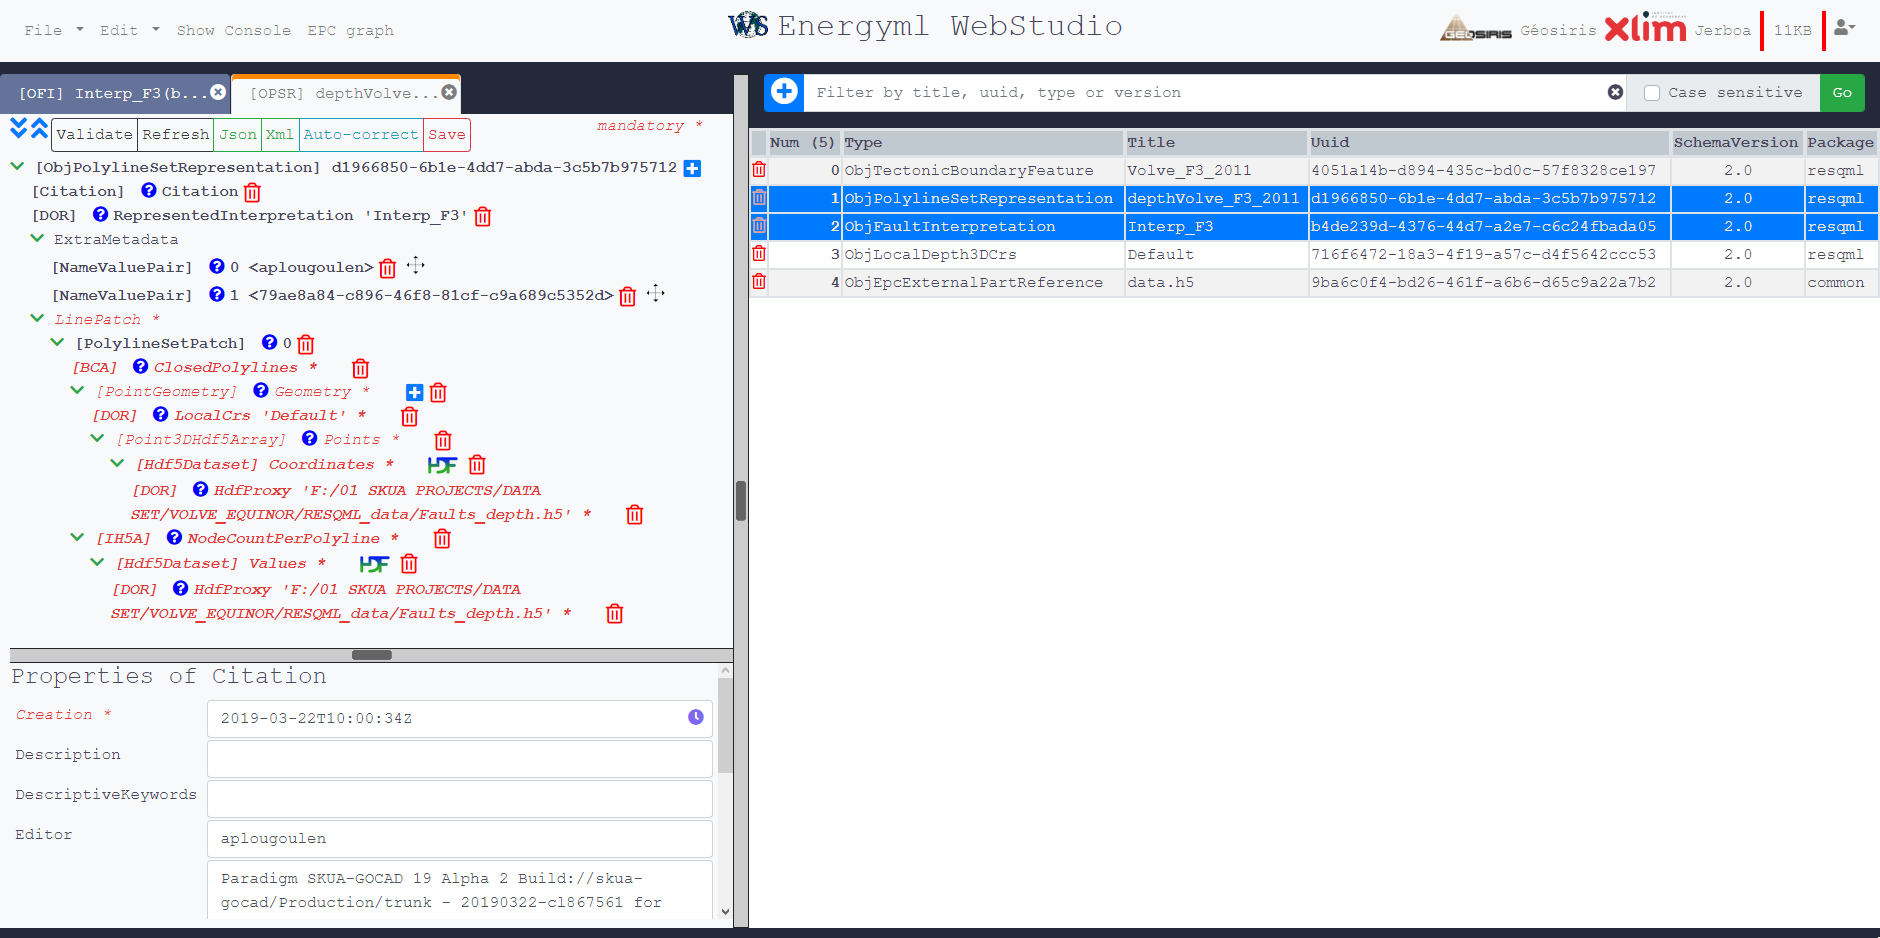 File Edit Show Console EPC graph
WS Energyml WebStudio
GEOSIRIS Géosiris Xlim Jerboa 11KB
[OFI] Interp_F3(b... [OPSR] depthVolve...
Validate Refresh Json Xml Auto-correct Save
mandatory *
[ObjPolylineSetRepresentation] d1966850-6b1e-4dd7-abda-3c5b7b975712
[Citation] Citation
[DOR] RepresentedInterpretation 'Interp_F3'
ExtraMetadata
[NameValuePair] 0 <aplougoulen>
[NameValuePair] 1 <79ae8a84-c896-46f8-81cf-c9a689c5352d>
LinePatch *
[PolylineSetPatch] 0
[BCA] ClosedPolylines *
[PointGeometry] Geometry *
[DOR] LocalCrs 'Default' *
[Point3DHdf5Array] Points *
[Hdf5Dataset] Coordinates * HDF
[DOR] HdfProxy 'F:/01 SKUA PROJECTS/DATA
SET/VOLVE_EQUINOR/RESQML_data/Faults_depth.h5' *
[IH5A] NodeCountPerPolyline *
[Hdf5Dataset] Values * HDF
[DOR] HdfProxy 'F:/01 SKUA PROJECTS/DATA
SET/VOLVE_EQUINOR/RESQML_data/Faults_depth.h5' *
Properties of Citation
Creation * 2019-03-22T10:00:34Z
Description
DescriptiveKeywords
Editor aplougoulen
Paradigm SKUA-GOCAD 19 Alpha 2 Build://skua-
gocad/Production/trunk - 20190322-cl867561 for
Filter by title, uuid, type or version Case sensitive Go
Num (5) Type Title Uuid SchemaVersion Package
0 ObjTectonicBoundaryFeature Volve_F3_2011 4051a14b-d894-435c-bd0c-57f8328ce197 2.0 resqml
1 ObjPolylineSetRepresentation depthVolve_F3_2011 d1966850-6b1e-4dd7-abda-3c5b7b975712 2.0 resqml
2 ObjFaultInterpretation Interp_F3 b4de239d-4376-44d7-a2e7-c6c24fbada05 2.0 resqml
3 ObjLocalDepth3DCrs Default 716f6472-18a3-4f19-a57c-d4f5642ccc53 2.0 resqml
4 ObjEpcExternalPartReference data.h5 9ba6c0f4-bd26-461f-a6b6-d65c9a22a7b2 2.0 common